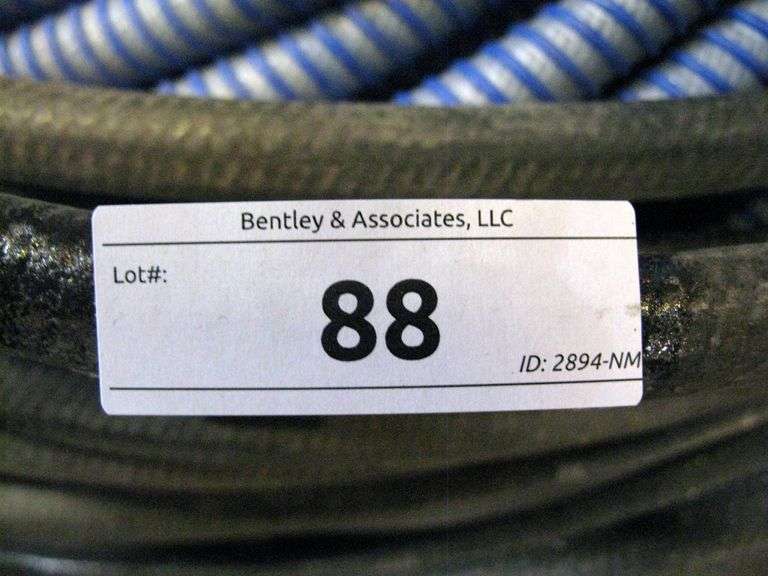 Bentley & Associates, LLC
Lot#:
88
ID: 2894-NM